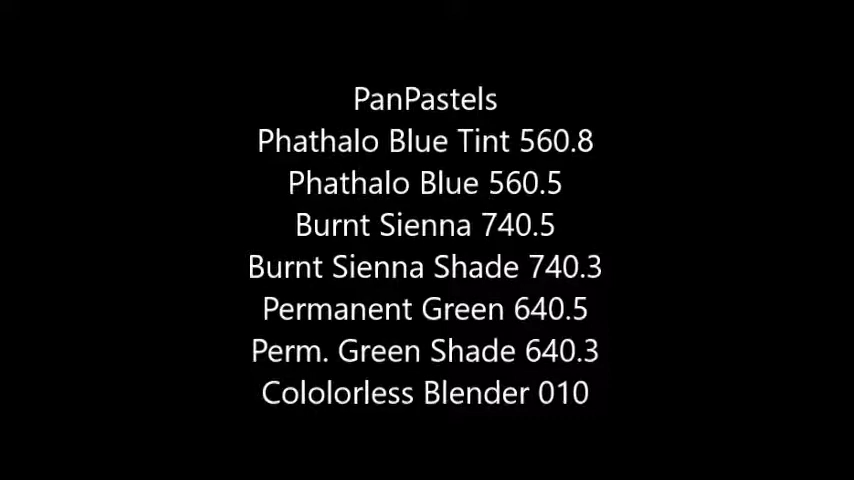 PanPastels
Phathalo Blue Tint 560.8
Phathalo Blue 560.5
Burnt Sienna 740.5
Burnt Sienna Shade 740.3
Permanent Green 640.5
Perm. Green Shade 640.3
Cololorless Blender 010